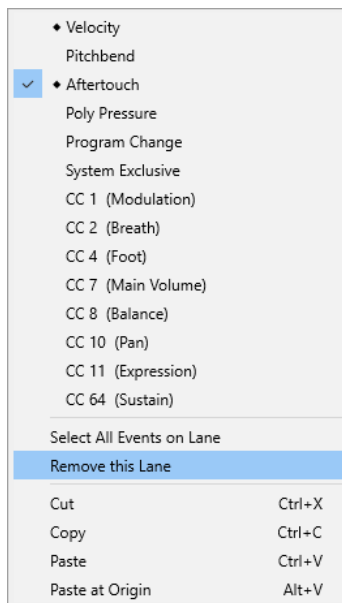 ◆ Velocity
Pitchbend
✓ ◆ Aftertouch
Poly Pressure
Program Change
System Exclusive
CC 1 (Modulation)
CC 2 (Breath)
CC 4 (Foot)
CC 7 (Main Volume)
CC 8 (Balance)
CC 10 (Pan)
CC 11 (Expression)
CC 64 (Sustain)
Select All Events on Lane
Remove this Lane
Cut Ctrl+X
Copy Ctrl+C
Paste Ctrl+V
Paste at Origin Alt+V